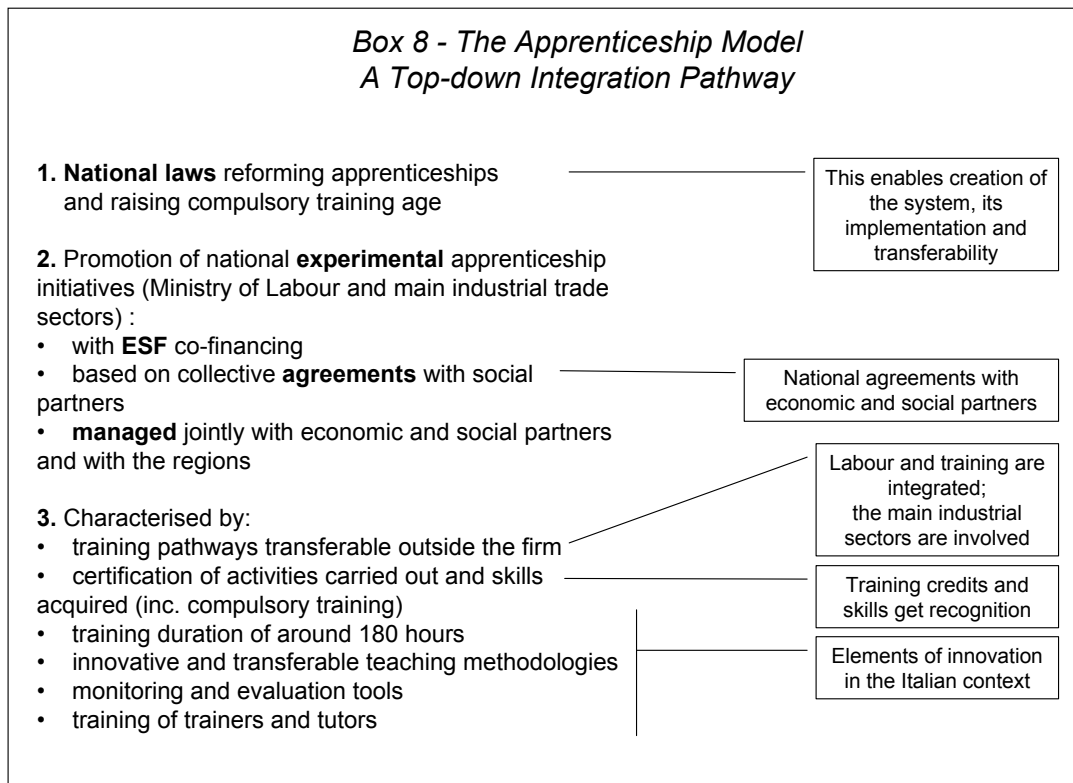 Box 8 - The Apprenticeship Model
A Top-down Integration Pathway
1. National laws reforming apprenticeships
and raising compulsory training age
This enables creation of
the system, its
implementation and
transferability
2. Promotion of national experimental apprenticeship
initiatives (Ministry of Labour and main industrial trade
sectors) :
• with ESF co-financing
• based on collective agreements with social
partners
• managed jointly with economic and social partners
and with the regions
National agreements with
economic and social partners
3. Characterised by:
• training pathways transferable outside the firm
• certification of activities carried out and skills
acquired (inc. compulsory training)
• training duration of around 180 hours
• innovative and transferable teaching methodologies
• monitoring and evaluation tools
• training of trainers and tutors
Labour and training are
integrated;
the main industrial
sectors are involved
Training credits and
skills get recognition
Elements of innovation
in the Italian context